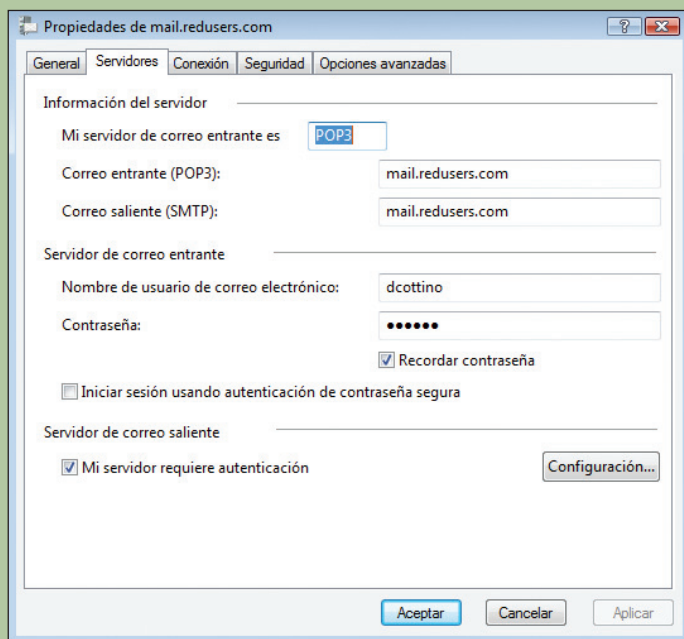 Propiedades de mail.redusers.com
General Servidores Conexión Seguridad Opciones avanzadas
Información del servidor
Mi servidor de correo entrante es POP3
Correo entrante (POP3): mail.redusers.com
Correo saliente (SMTP): mail.redusers.com
Servidor de correo entrante
Nombre de usuario de correo electrónico: dcottino
Contraseña: ●●●●●●
Recordar contraseña
Iniciar sesión usando autenticación de contraseña segura
Servidor de correo saliente
Mi servidor requiere autenticación Configuración...
Aceptar Cancelar Aplicar